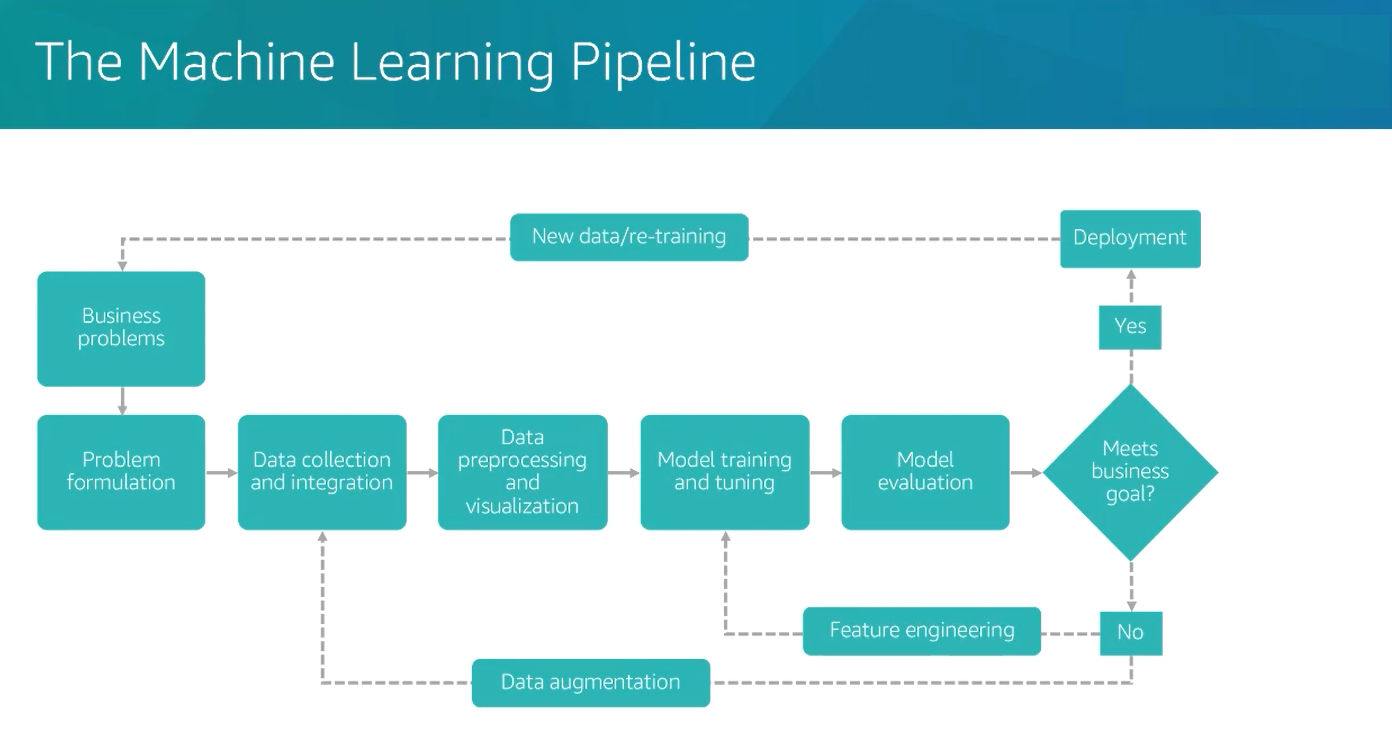 The Machine Learning Pipeline
New data/re-training
Deployment
Business
problems
Yes
Problem
formulation
Data collection
and integration
Data
preprocessing
and
visualization
Model training
and tuning
Model
evaluation
Meets
business
goal?
Feature engineering
No
Data augmentation